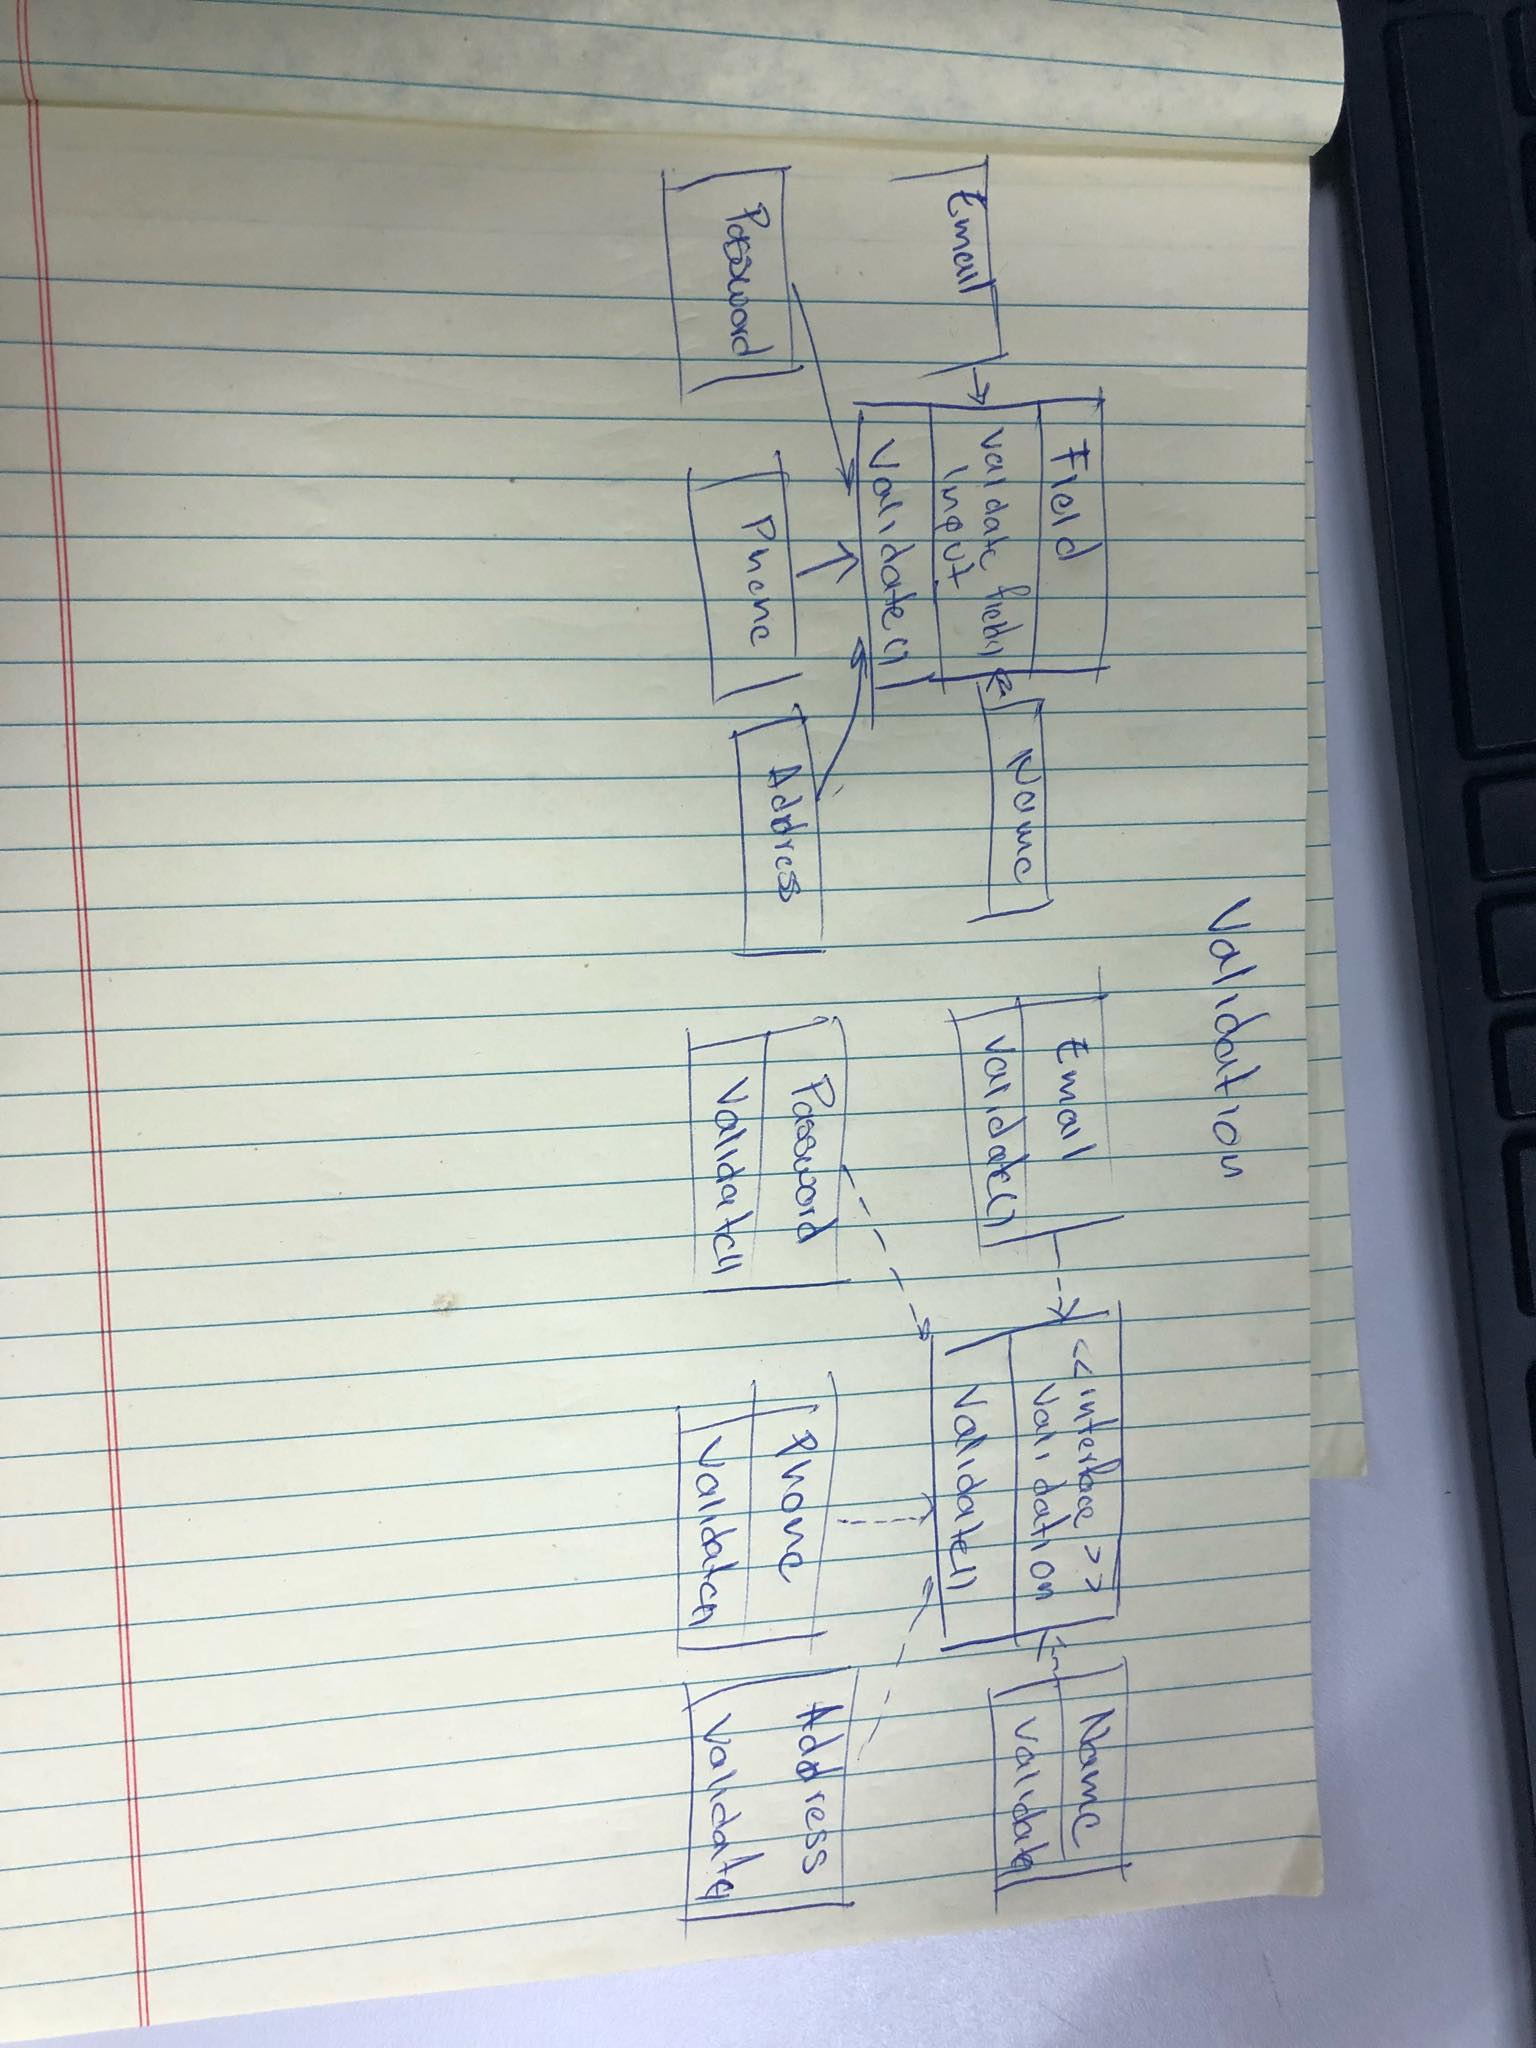 Validation
Field
validate field
input
validate()
Email
Name
Password
Phone
Address
<<interface>>
Validation
validate()
Email
validate()
Name
validate()
Password
validate()
Phone
validate()
Address
validate()